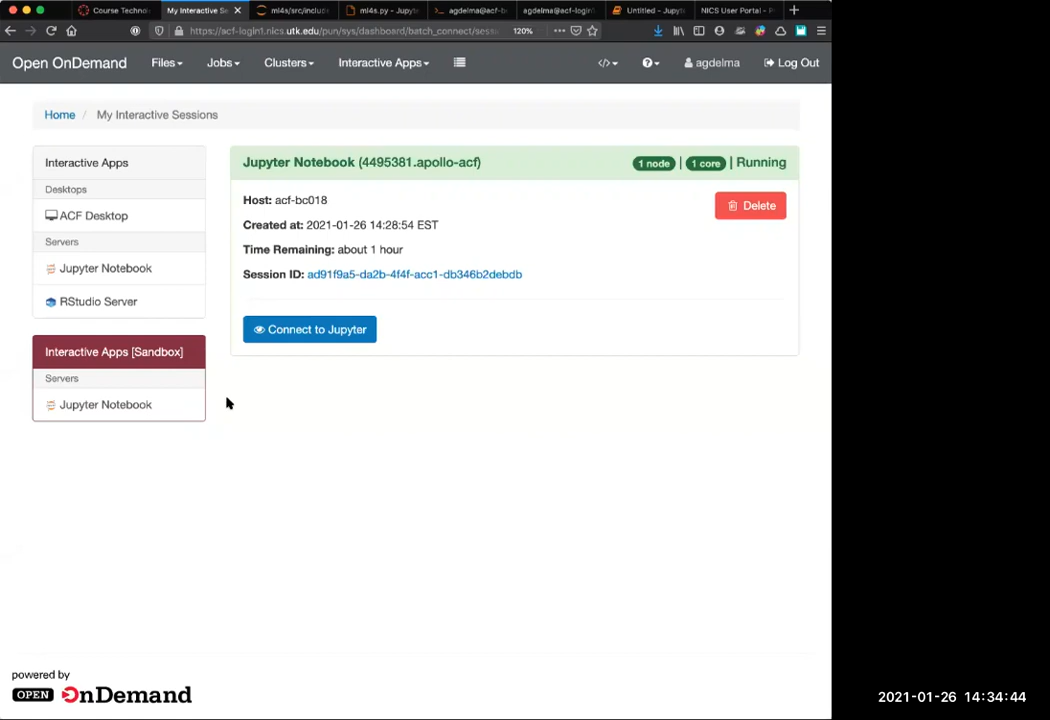 Course Techno
My Interactive Se
ml4s/src/includ
ml4s.py - Jupyte
agdelma@acf-b
agdelma@acf-login1
Untitled - Jupyte
NICS User Portal - P
https://acf-login1.nics.utk.edu/pun/sys/dashboard/batch_connect/sess
120%
Open OnDemand
Files
Jobs
Clusters
Interactive Apps
</>
agdelma
Log Out
Home / My Interactive Sessions
Interactive Apps
Desktops
ACF Desktop
Servers
Jupyter Notebook
RStudio Server
Interactive Apps [Sandbox]
Servers
Jupyter Notebook
Jupyter Notebook (4495381.apollo-acf)
1 node | 1 core | Running
Host: acf-bc018
Delete
Created at: 2021-01-26 14:28:54 EST
Time Remaining: about 1 hour
Session ID: ad91f9a5-da2b-4f4f-acc1-db346b2debdb
Connect to Jupyter
powered by
OPEN OnDemand
2021-01-26 14:34:44